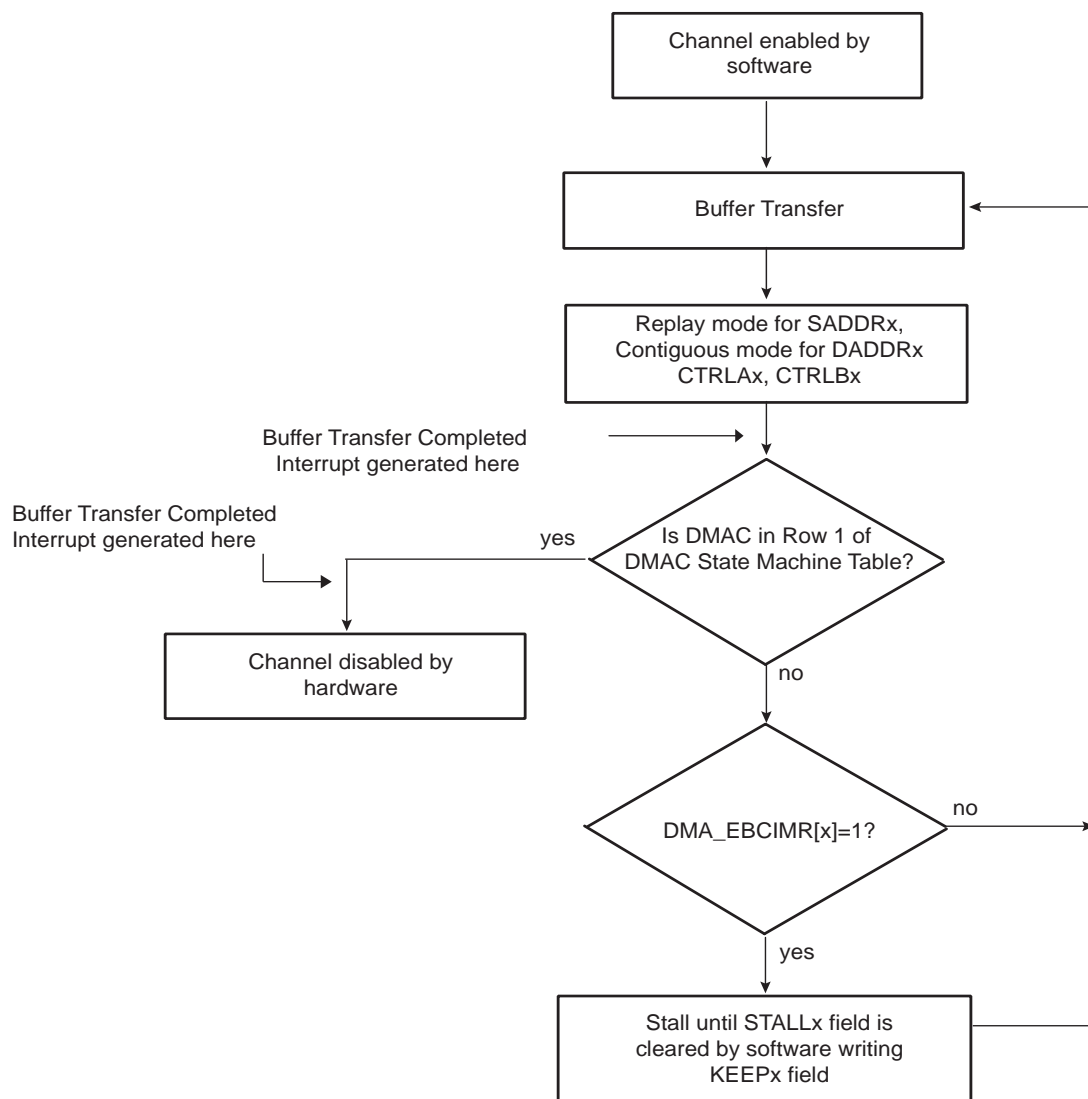 Channel enabled by
software
Buffer Transfer
Replay mode for SADDRx,
Contiguous mode for DADDRx
CTRLAx, CTRLBx
Buffer Transfer Completed
Interrupt generated here
Buffer Transfer Completed
Interrupt generated here
yes
Is DMAC in Row 1 of
DMAC State Machine Table?
Channel disabled by
hardware
no
DMA_EBCIMR[x]=1?
no
yes
Stall until STALLx field is
cleared by software writing
KEEPx field